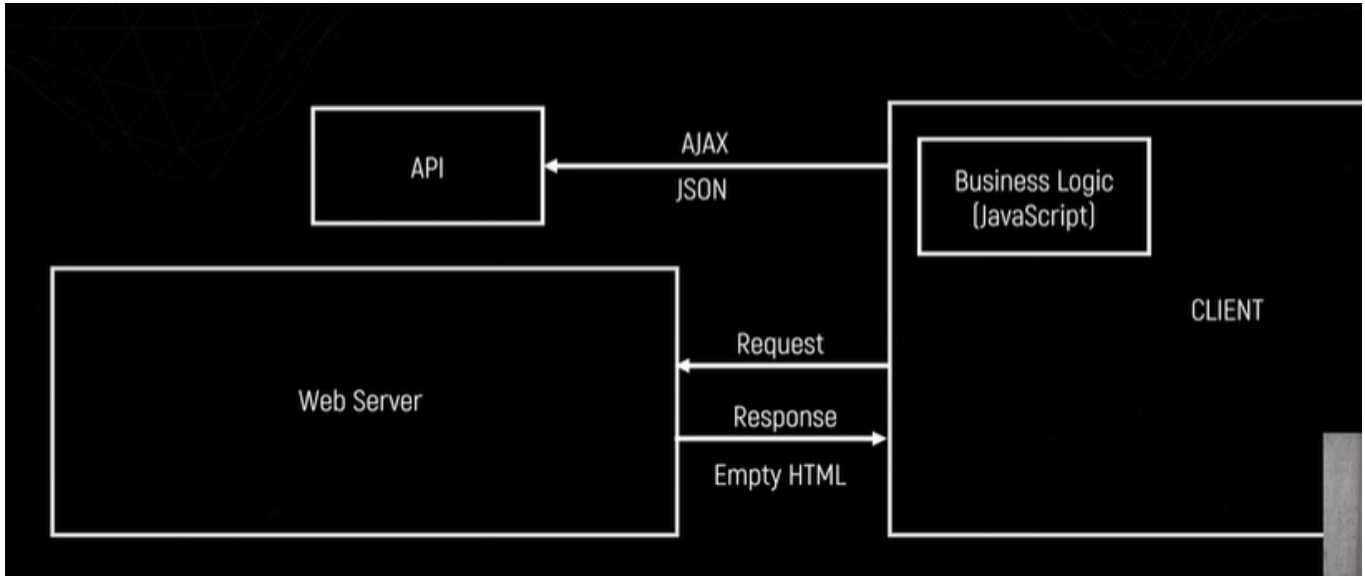 AJAX
API
JSON
Business Logic
(JavaScript)
CLIENT
Request
Web Server
Response
Empty HTML